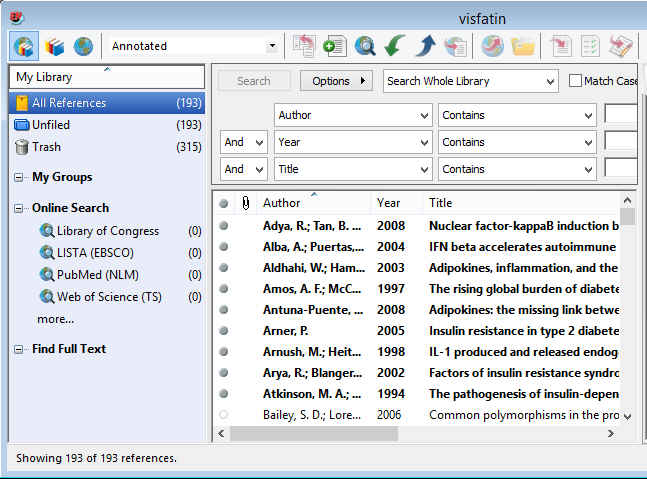 visfatin
Annotated
My Library
All References (193)
Unfiled (193)
Trash (315)
My Groups
Online Search
Library of Congress (0)
LISTA (EBSCO) (0)
PubMed (NLM) (0)
Web of Science (TS) (0)
more...
Find Full Text
Search Options Search Whole Library Match Case
Author Contains
And Year Contains
And Title Contains
Author Year Title
Adya, R.; Tan, B. ... 2008 Nuclear factor-kappaB induction b
Alba, A.; Puertas,... 2004 IFN beta accelerates autoimmune
Aldhahi, W.; Ham... 2003 Adipokines, inflammation, and the
Amos, A. F.; McC... 1997 The rising global burden of diabete
Antuna-Puente, ... 2008 Adipokines: the missing link betwe
Arner, P. 2005 Insulin resistance in type 2 diabete
Arnush, M.; Heit... 1998 IL-1 produced and released endog
Arya, R.; Blanger... 2002 Factors of insulin resistance syndro
Atkinson, M. A.; ... 1994 The pathogenesis of insulin-depen
Bailey, S. D.; Lore... 2006 Common polymorphisms in the pro
Showing 193 of 193 references.